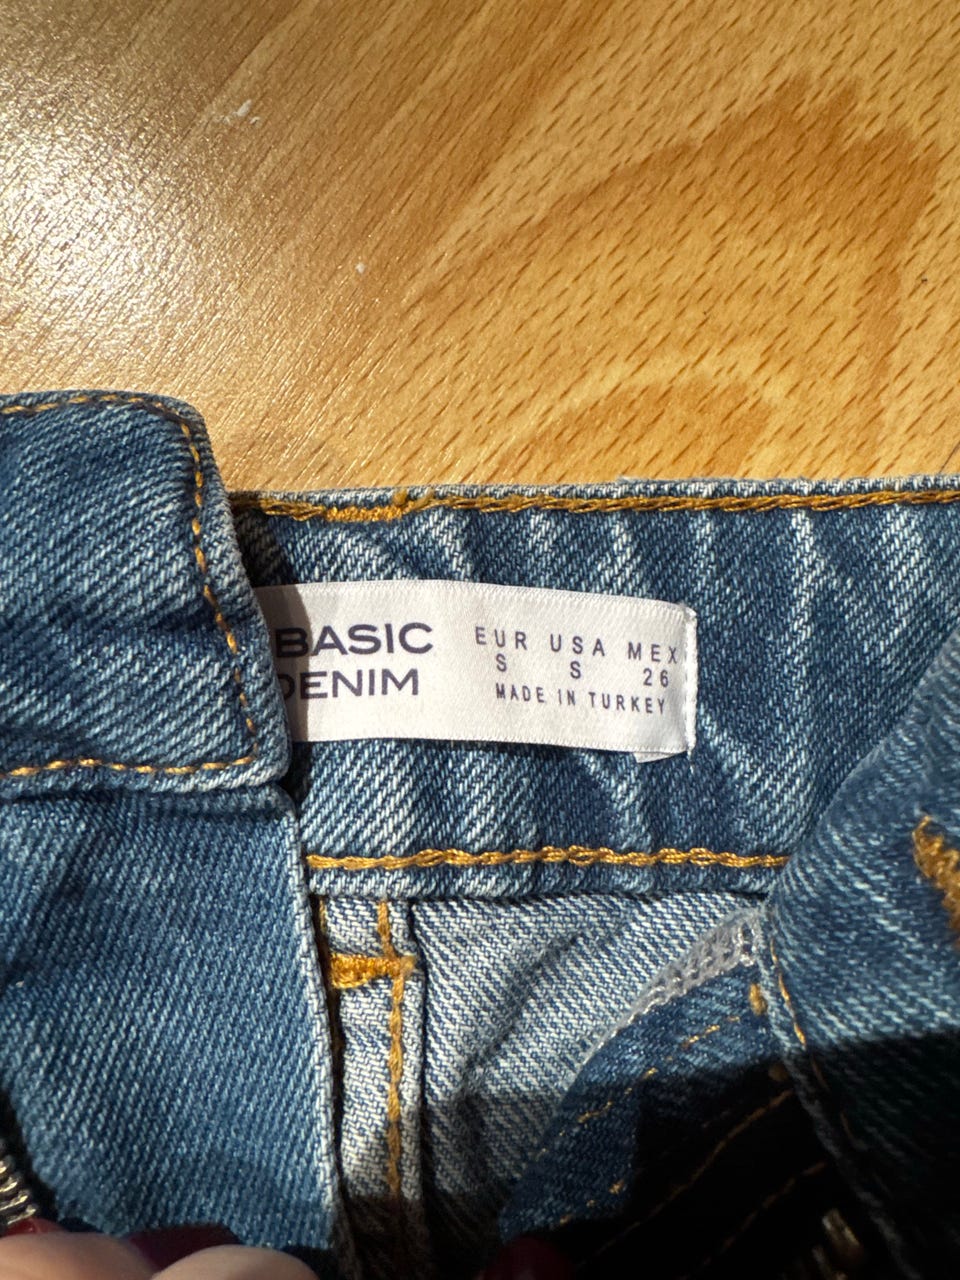 BASIC
DENIM
EUR USA MEX
S S 26
MADE IN TURKEY